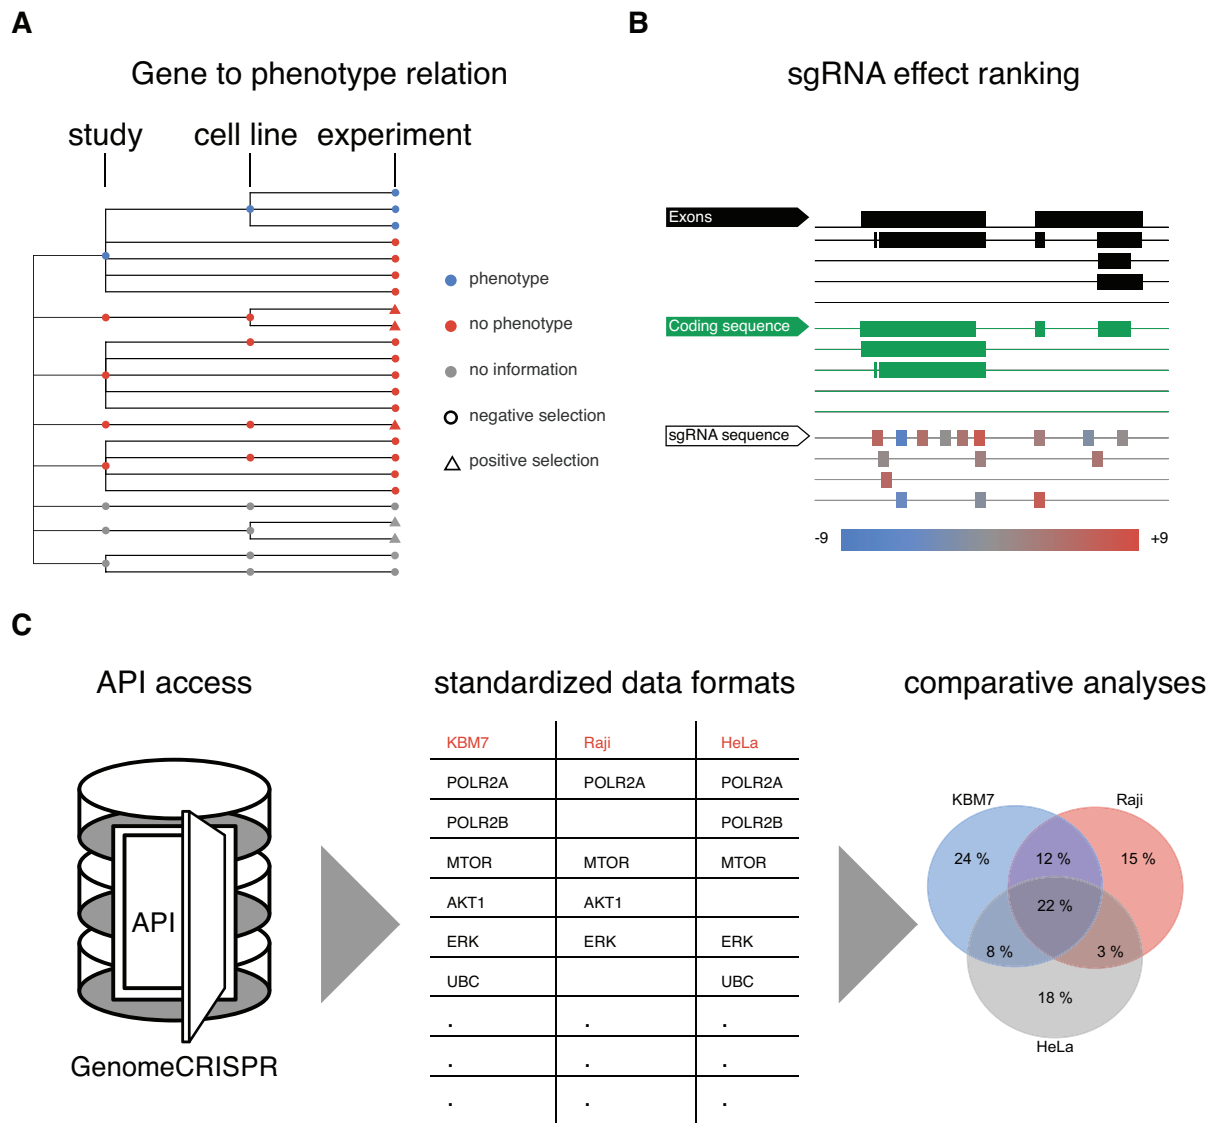 A
Gene to phenotype relation
study cell line experiment
phenotype
no phenotype
no information
negative selection
positive selection
B
sgRNA effect ranking
Exons
Coding sequence
sgRNA sequence
-9 +9
C
API access
API
GenomeCRISPR
standardized data formats
KBM7 Raji HeLa
POLR2A POLR2A POLR2A
POLR2B POLR2B
MTOR MTOR MTOR
AKT1 AKT1
ERK ERK ERK
UBC UBC
. . .
. . .
. . .
comparative analyses
KBM7 Raji
24 % 12 % 15 %
22 %
8 % 3 %
18 %
HeLa